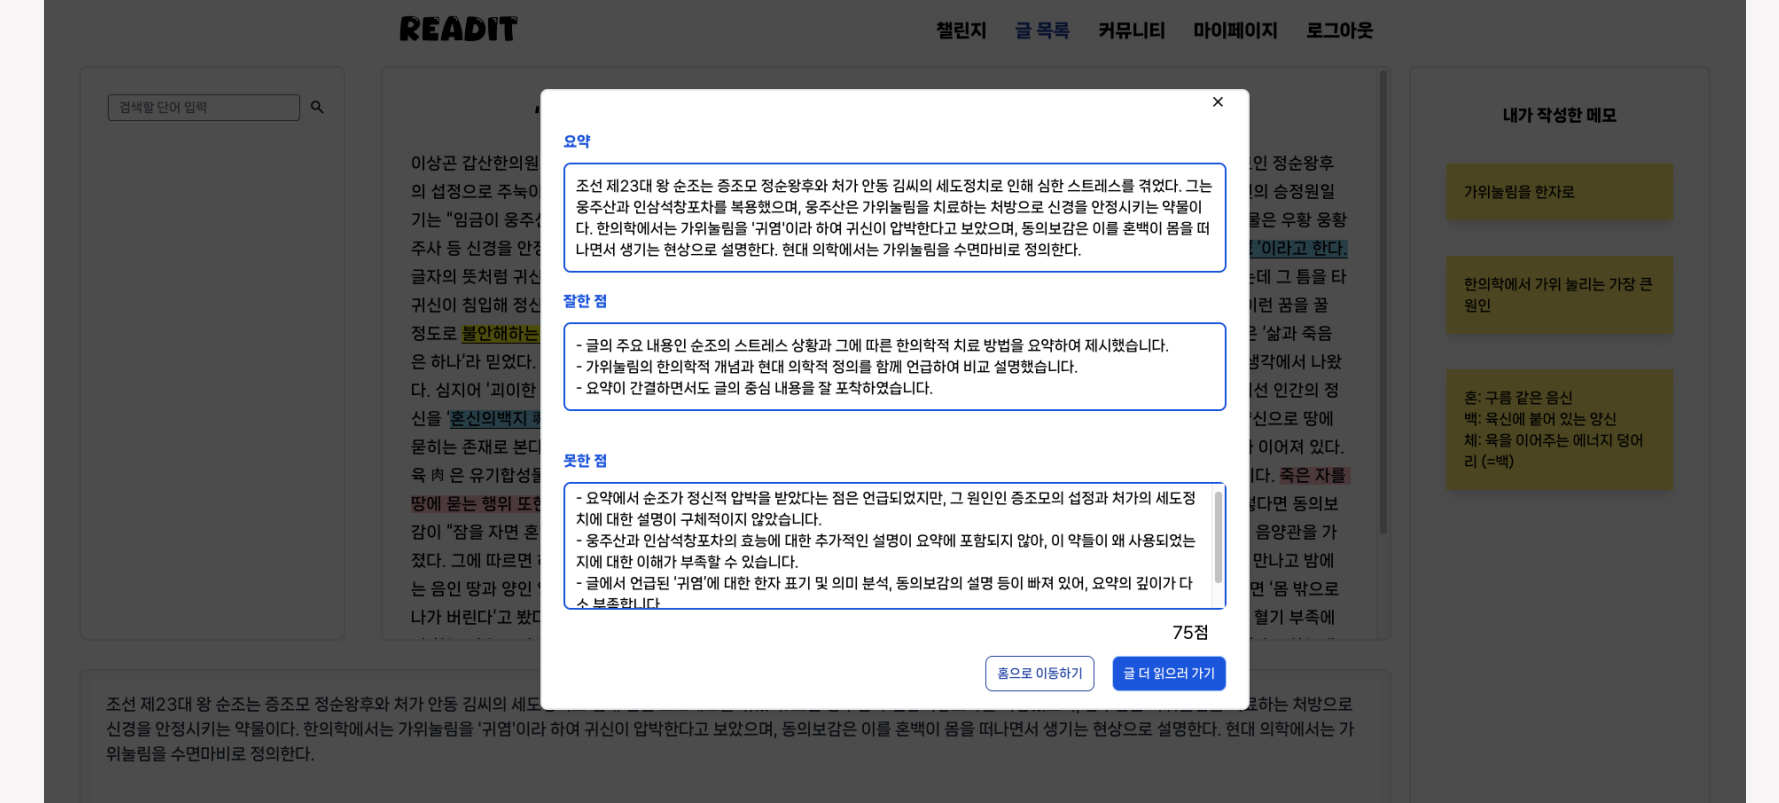 READIT
챌린지 글 목록 커뮤니티 마이페이지 로그아웃
검색할 단어 입력
요약
조선 제23대 왕 순조는 증조모 정순왕후와 처가 안동 김씨의 세도정치로 인해 심한 스트레스를 겪었다. 그는
웅주산과 인삼석창포차를 복용했으며, 웅주산은 가위눌림을 치료하는 처방으로 신경을 안정시키는 약물이
다. 한의학에서는 가위눌림을 '귀염'이라 하여 귀신이 압박한다고 보았으며, 동의보감은 이를 혼백이 몸을 떠
나면서 생기는 현상으로 설명한다. 현대 의학에서는 가위눌림을 수면마비로 정의한다.
잘한 점
- 글의 주요 내용인 순조의 스트레스 상황과 그에 따른 한의학적 치료 방법을 요약하여 제시했습니다.
- 가위눌림의 한의학적 개념과 현대 의학적 정의를 함께 언급하여 비교 설명했습니다.
- 요약이 간결하면서도 글의 중심 내용을 잘 포착하였습니다.
못한 점
- 요약에서 순조가 정신적 압박을 받았다는 점은 언급되었지만, 그 원인인 증조모의 섭정과 처가의 세도정
치에 대한 설명이 구체적이지 않았습니다.
- 웅주산과 인삼석창포차의 효능에 대한 추가적인 설명이 요약에 포함되지 않아, 이 약들이 왜 사용되었는
지에 대한 이해가 부족할 수 있습니다.
- 글에서 언급된 '귀염'에 대한 한자 표기 및 의미 분석, 동의보감의 설명 등이 빠져 있어, 요약의 깊이가 다
소 부족합니다
75점
홈으로 이동하기
글 더 읽으러 가기
이상곤 갑산한의원
의 섭정으로 주눅이
기는 "임금이 웅주산
주사 등 신경을 안정
글자의 뜻처럼 귀신
귀신이 침입해 정신
정도로 불안해하는
은 하나'라 믿었다.
다. 심지어 '괴이한
신을 '혼신의백지
묻히는 존재로 본다
육 肉 은 유기합성물
땅에 묻는 행위 또한
감이 "잠을 자면 혼
졌다. 그에 따르면
는 음인 땅과 양인
나가 버린다'고 봤다
인 정순왕후
의 승정원일
물은 우황 웅황
'이라고 한다.
는데 그 틈을 타
이런 꿈을 꿀
은 '삶과 죽음
생각에서 나왔
선 인간의 정
신으로 땅에
이어져 있다.
죽은 자를
렇다면 동의보
음양관을 가
만나고 밤에
면 '몸 밖으로
혈기 부족에
내가 작성한 메모
가위눌림을 한자로
한의학에서 가위 눌리는 가장 큰
원인
혼: 구름 같은 음신
백: 육신에 붙어 있는 양신
체: 육을 이어주는 에너지 덩어
리 (=백)
조선 제23대 왕 순조는 증조모 정순왕후와 처가 안동 김씨의 세도
료하는 처방으로
신경을 안정시키는 약물이다. 한의학에서는 가위눌림을 '귀염'이라 하여 귀신이 압박한다고 보았으며, 동의보감은 이를 혼백이 몸을 떠나면서 생기는 현상으로 설명한다. 현대 의학에서는 가
위눌림을 수면마비로 정의한다.